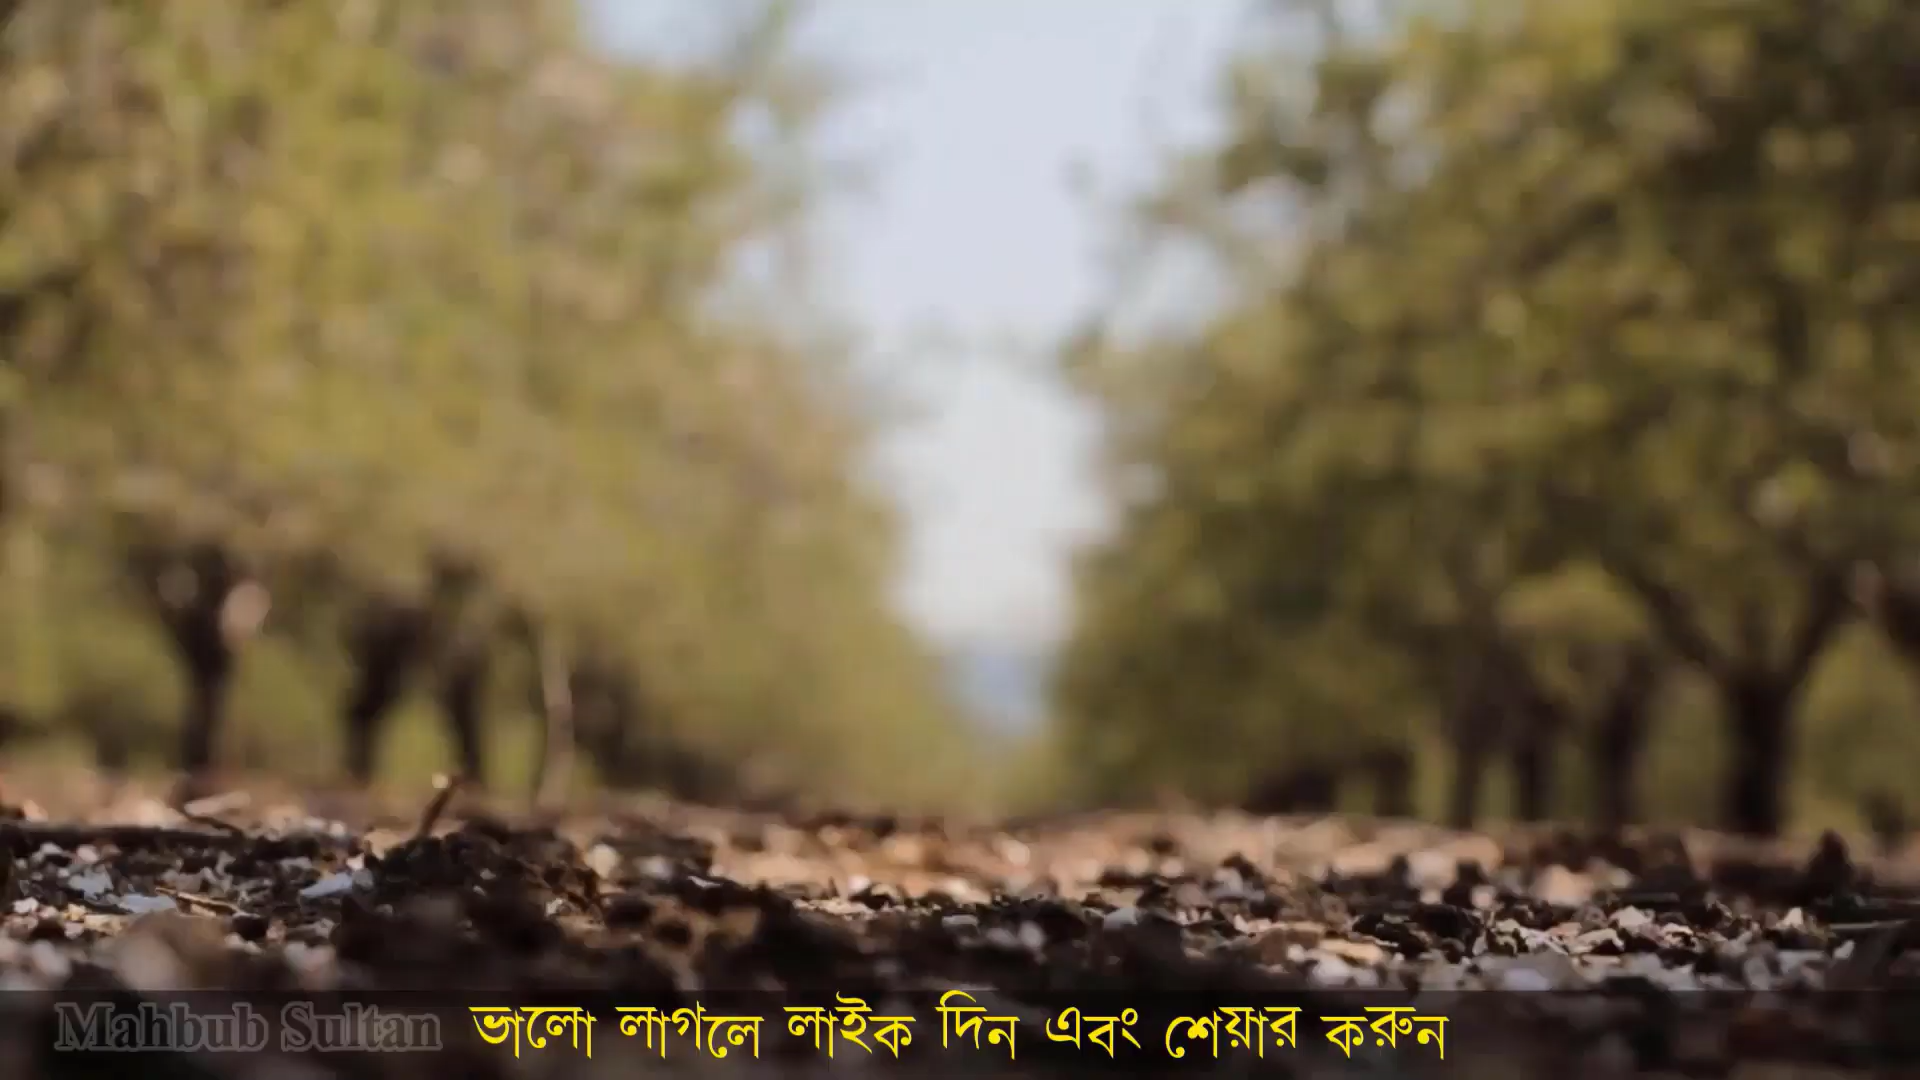 Mahbub Sultan ভালো লাগলে লাইক দিন এবং শেয়ার করুন